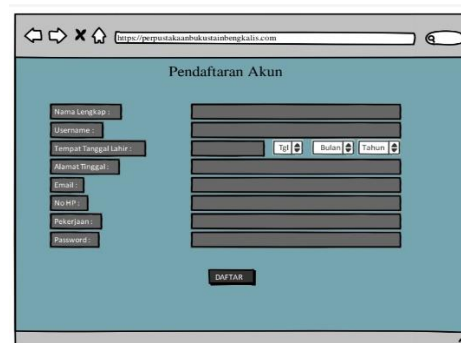 https://perpustakaanbukustainbengkalis.com
Pendaftaran Akun
Nama Lengkap :
Username :
Tempat Tanggal Lahir : Tgl Bulan Tahun
Alamat Tinggal :
Email :
No HP :
Pekerjaan :
Password :
DAFTAR